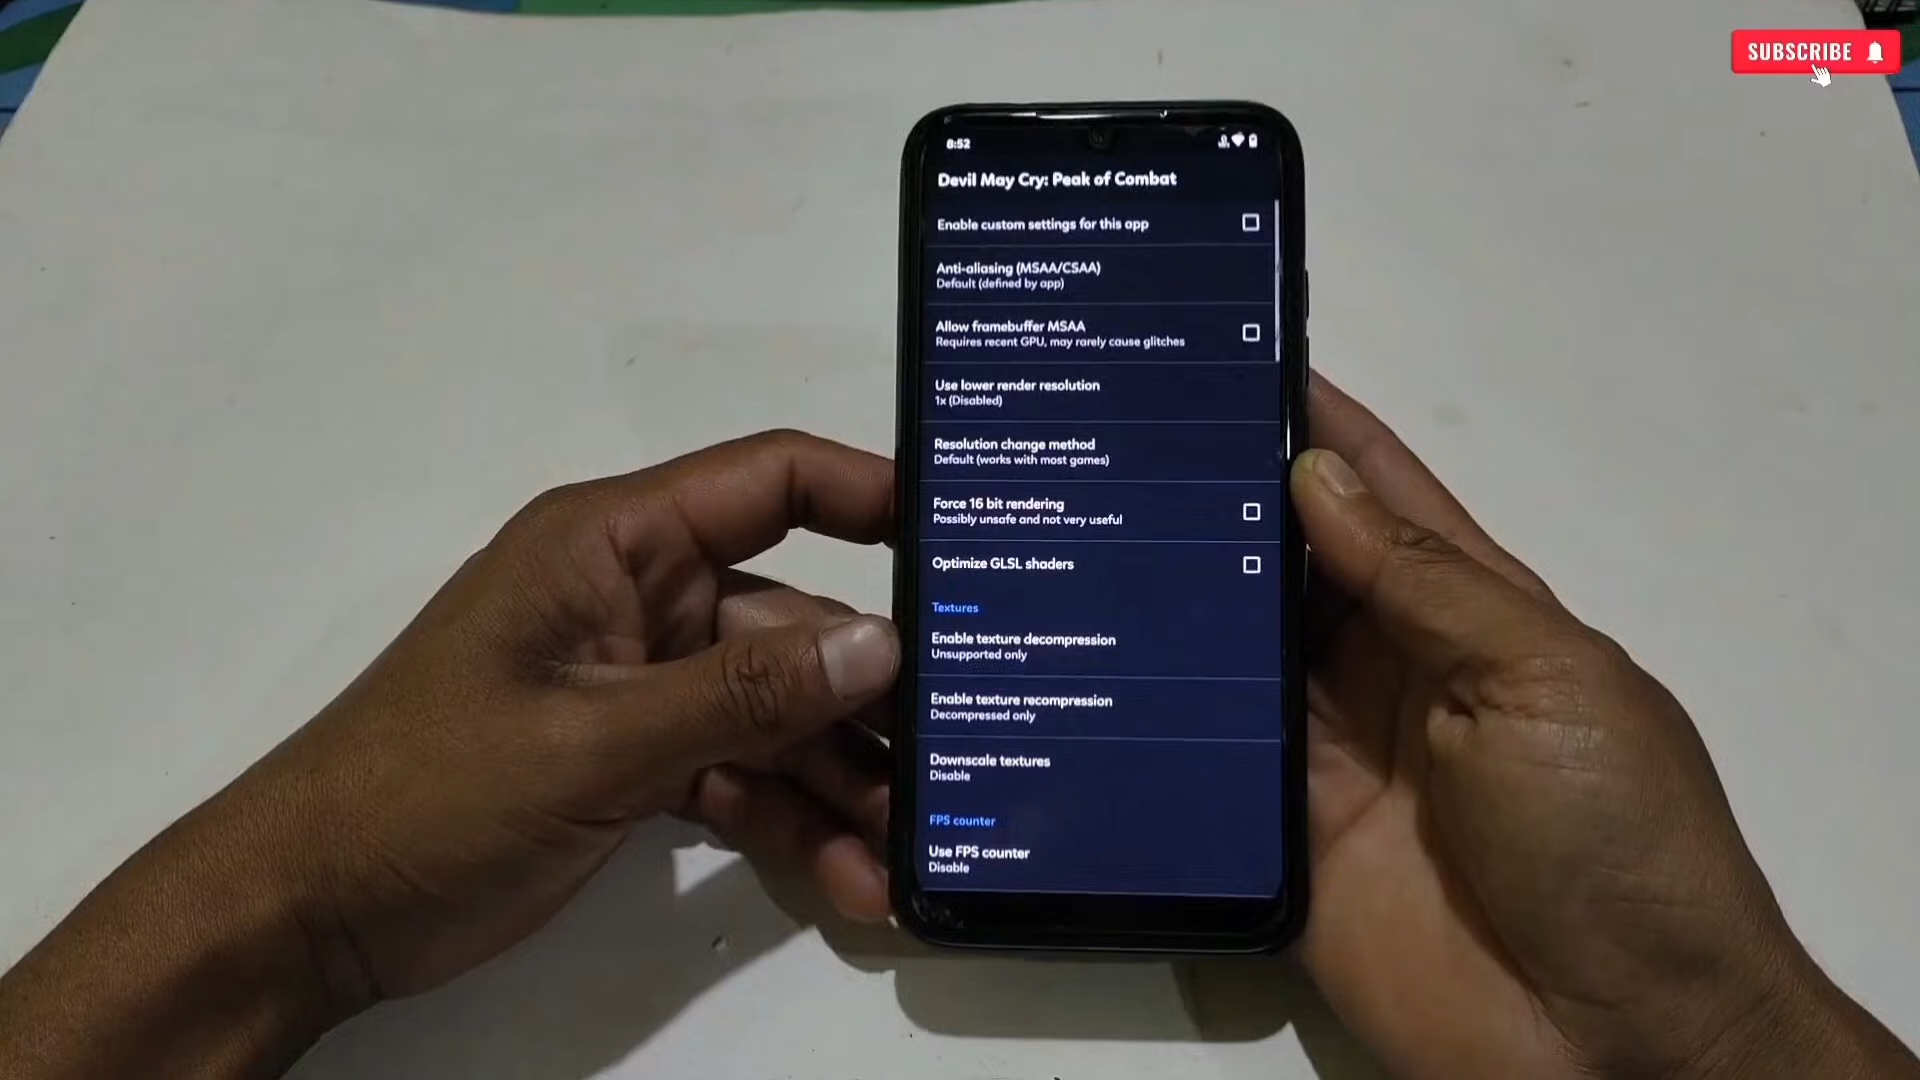 SUBSCRIBE
8:52
Devil May Cry: Peak of Combat
Enable custom settings for this app
Anti-aliasing (MSAA/CSAA)
Default (defined by app)
Allow framebuffer MSAA
Requires recent GPU, may rarely cause glitches
Use lower render resolution
1x (Disabled)
Resolution change method
Default (works with most games)
Force 16 bit rendering
Possibly unsafe and not very useful
Optimize GLSL shaders
Textures
Enable texture decompression
Unsupported only
Enable texture recompression
Decompressed only
Downscale textures
Disable
FPS counter
Use FPS counter
Disable